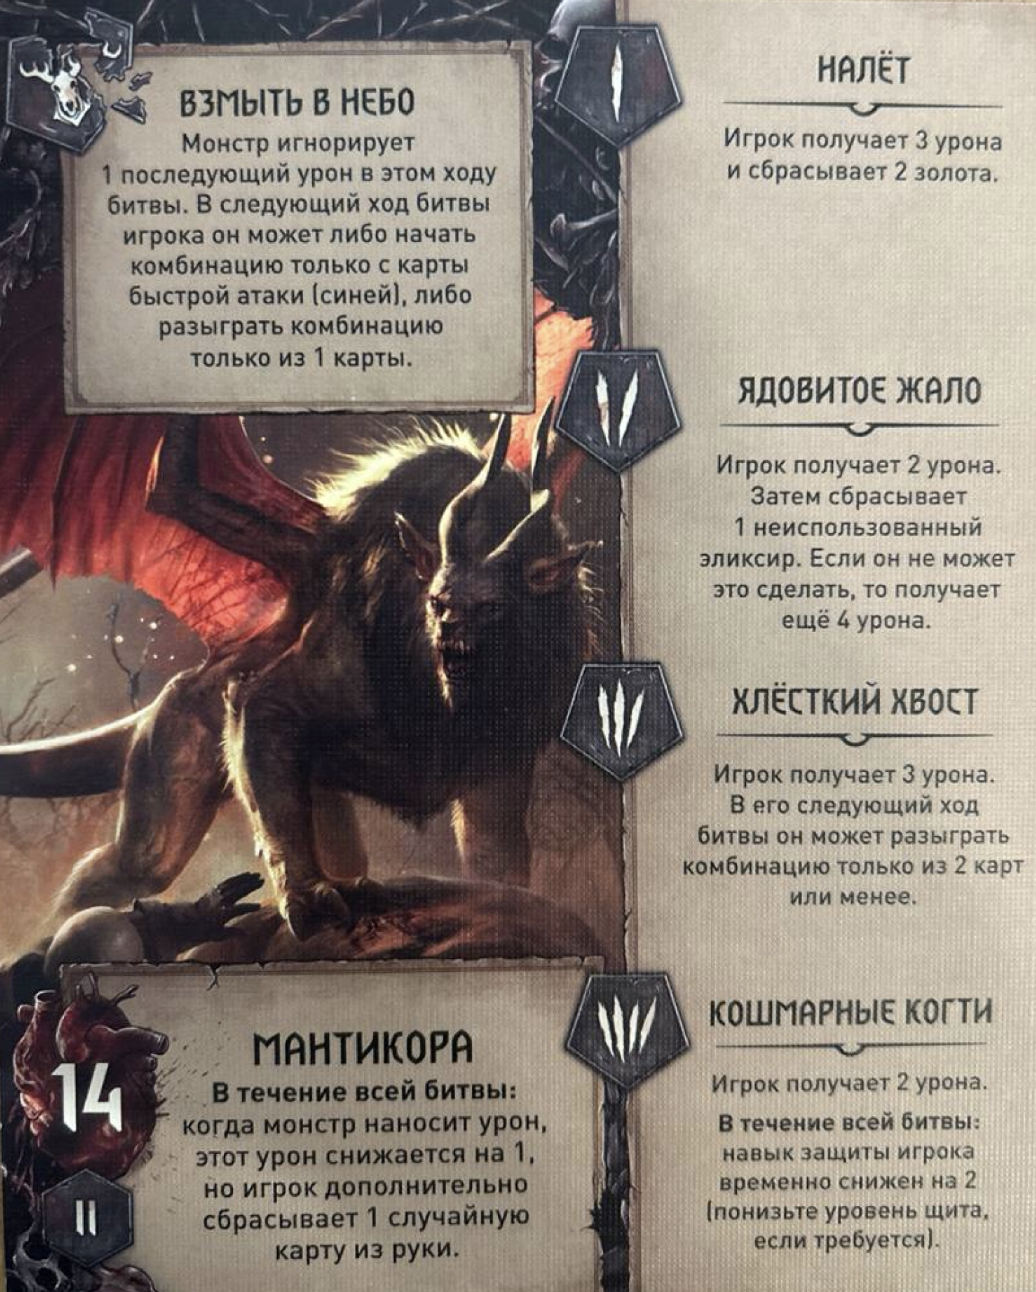 ВЗМЫТЬ В НЕБО
Монстр игнорирует
1 последующий урон в этом ходу
битвы. В следующий ход битвы
игрока он может либо начать
комбинацию только с карты
быстрой атаки (синей), либо
разыграть комбинацию
только из 1 карты.
НАЛЁТ
Игрок получает 3 урона
и сбрасывает 2 золота.
ЯДОВИТОЕ ЖАЛО
Игрок получает 2 урона.
Затем сбрасывает
1 неиспользованный
эликсир. Если он не может
это сделать, то получает
ещё 4 урона.
ХЛЁСТКИЙ ХВОСТ
Игрок получает 3 урона.
В его следующий ход
битвы он может разыграть
комбинацию только из 2 карт
или менее.
КОШМАРНЫЕ КОГТИ
Игрок получает 2 урона.
В течение всей битвы:
навык защиты игрока
временно снижен на 2
(понизьте уровень щита,
если требуется).
МАНТИКОРА
14
В течение всей битвы:
когда монстр наносит урон,
этот урон снижается на 1,
но игрок дополнительно
сбрасывает 1 случайную
карту из руки.
II